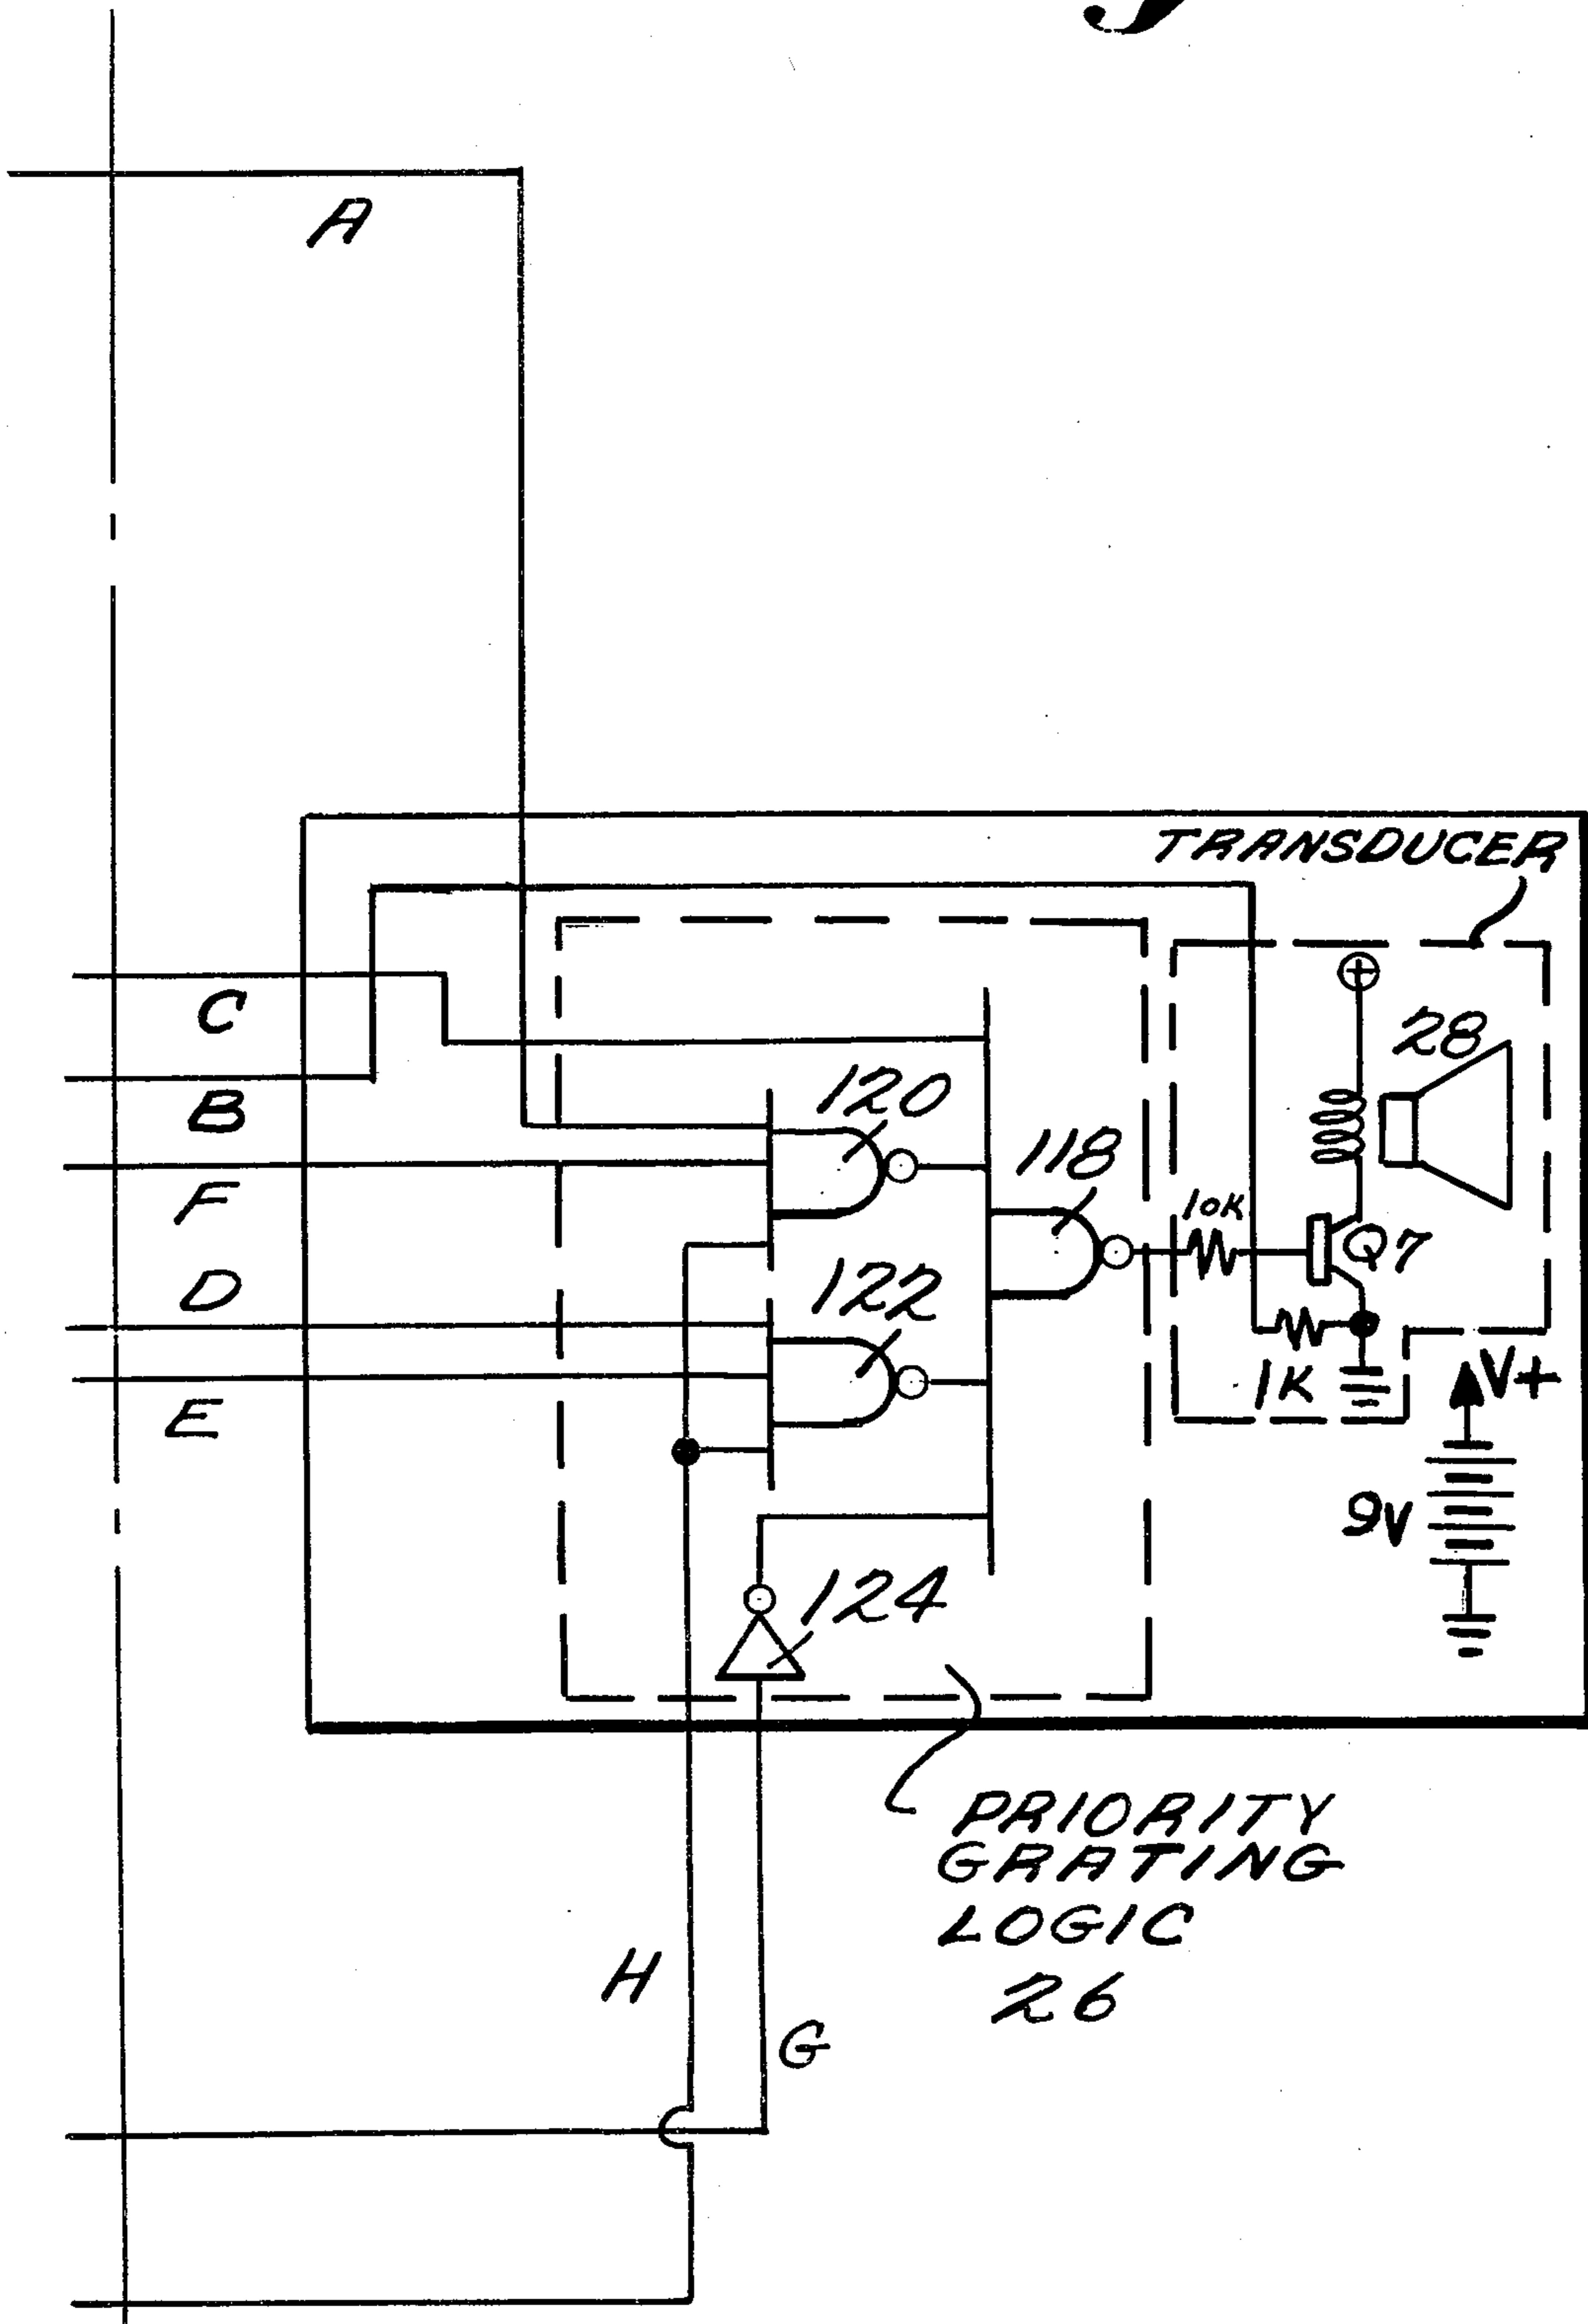 A
TRANSDUCER
C
28
B
120
118
F
10K
Q7
D
122
1K
V+
E
9V
124
PRIORITY
GRATING
LOGIC
26
H
G